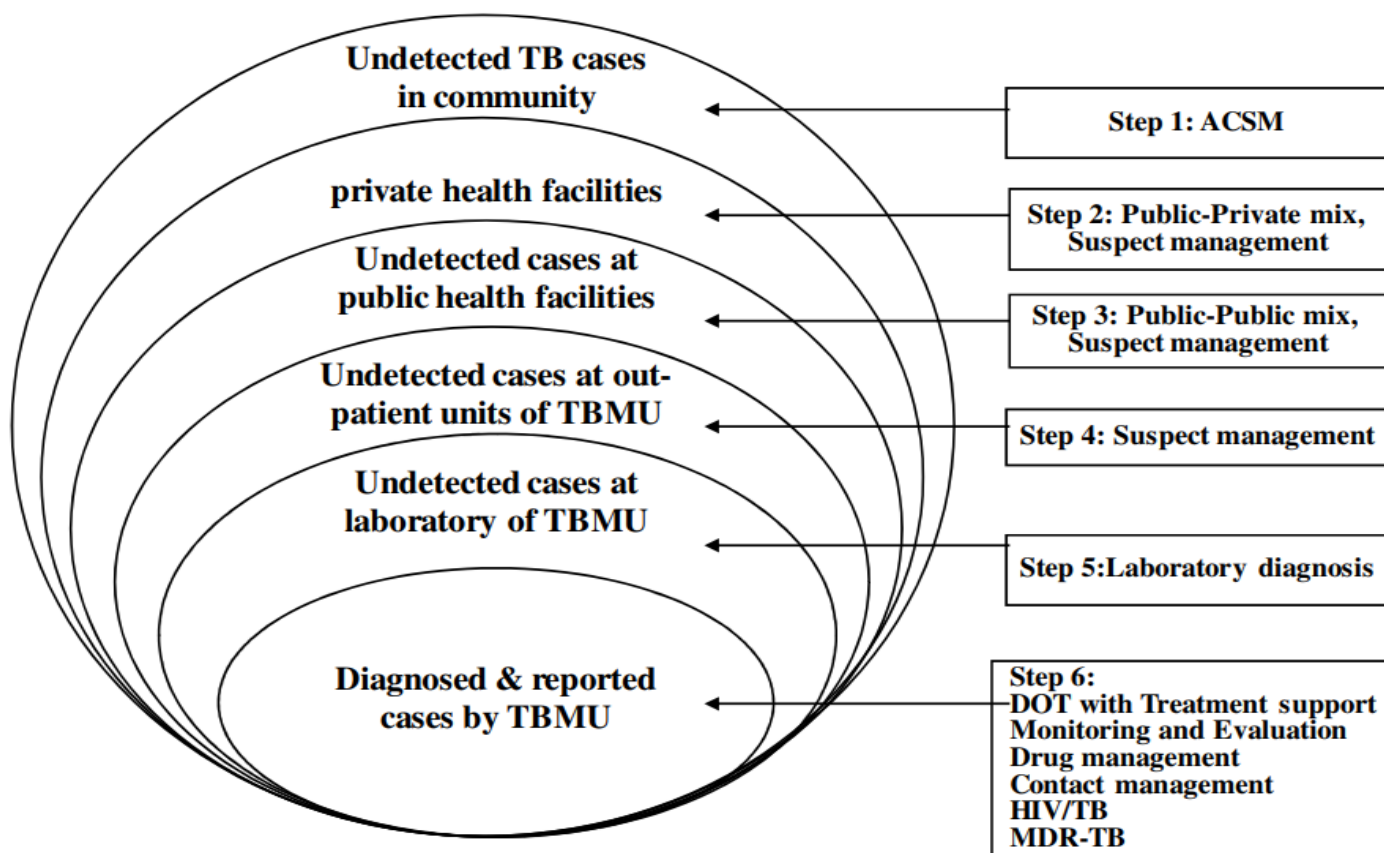 Undetected TB cases
in community
Step 1: ACSM
private health facilities
Step 2: Public-Private mix,
Suspect management
Undetected cases at
public health facilities
Step 3: Public-Public mix,
Suspect management
Undetected cases at out-
patient units of TBMU
Step 4: Suspect management
Undetected cases at
laboratory of TBMU
Step 5:Laboratory diagnosis
Diagnosed & reported
cases by TBMU
Step 6:
DOT with Treatment support
Monitoring and Evaluation
Drug management
Contact management
HIV/TB
MDR-TB